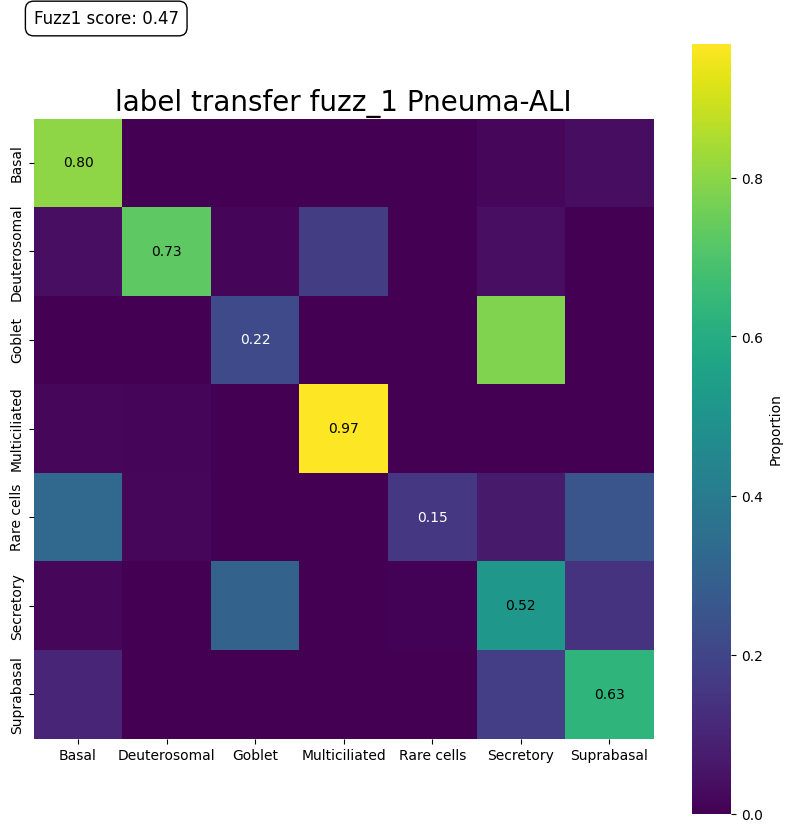 Fuzz1 score: 0.47
label transfer fuzz_1 Pneuma-ALI
Basal
0.80
Deuterosomal
0.73
Goblet
0.22
Multiciliated
0.97
Rare cells
0.15
Secretory
0.52
Suprabasal
0.63
Basal Deuterosomal Goblet Multiciliated Rare cells Secretory Suprabasal
0.8
0.6
0.4
0.2
0.0
Proportion